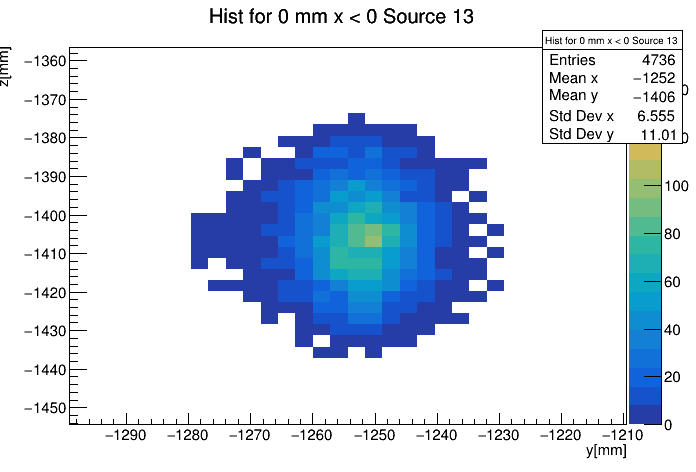 Hist for 0 mm x < 0 Source 13
Hist for 0 mm x < 0 Source 13
Entries 4736
Mean x −1252
Mean y −1406
Std Dev x 6.555
Std Dev y 11.01
z[mm]
−1360
−1370
−1380
−1390
−1400
−1410
−1420
−1430
−1440
−1450
100
80
60
40
20
0
−1290 −1280 −1270 −1260 −1250 −1240 −1230 −1220 −1210
y[mm]